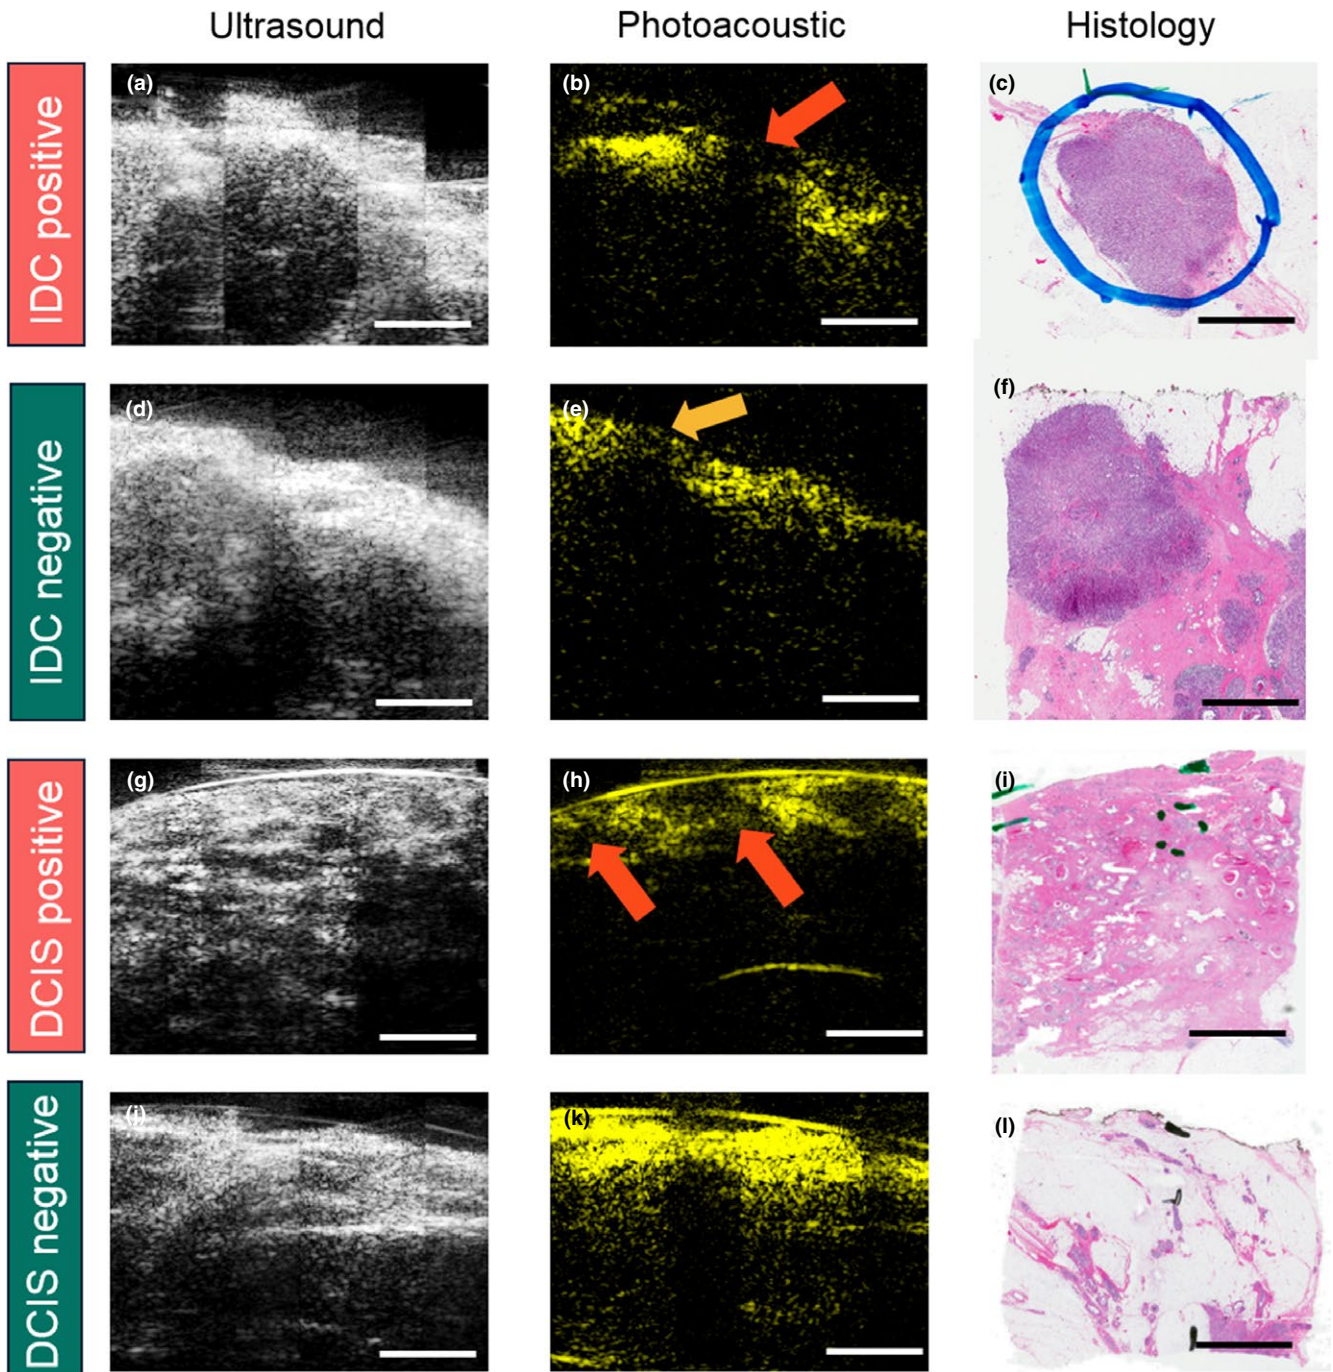 Ultrasound Photoacoustic Histology
IDC positive
(a) (b) (c)
IDC negative
(d) (e) (f)
DCIS positive
(g) (h) (i)
DCIS negative
(j) (k) (l)